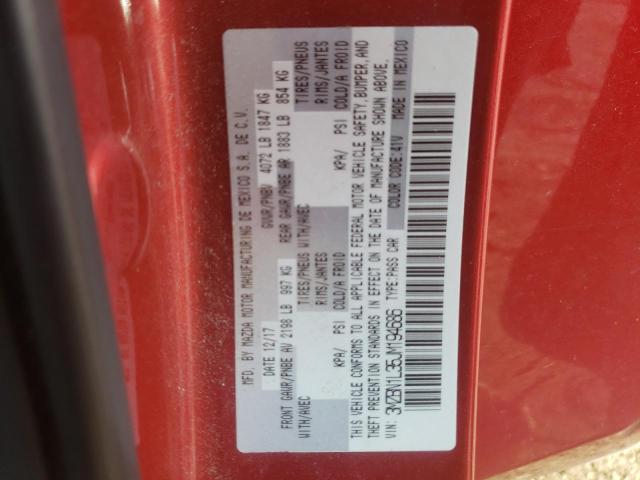 MFD. BY MAZDA MOTOR MANUFACTURING DE MEXICO S.A. DE C.V.
DATE 12/17 GVWR/PNBV 4072 LB 1847 KG
FRONT GAWR/PNBE AV 2198 LB 997 KG REAR GAWR/PNBE AR 1883 LB 854 KG
WITH/AVEC TIRES/PNEUS WITH/AVEC TIRES/PNEUS
RIMS/JANTES RIMS/JANTES
KPA/ PSI COLD/A FROID KPA/ PSI COLD/A FROID
THIS VEHICLE CONFORMS TO ALL APPLICABLE FEDERAL MOTOR VEHICLE SAFETY, BUMPER, AND
THEFT PREVENTION STANDARDS IN EFFECT ON THE DATE OF MANUFACTURE SHOWN ABOVE.
VIN: 3MZBN1L35JM194686 TYPE:PASS CAR COLOR CODE:41V MADE IN MEXICO